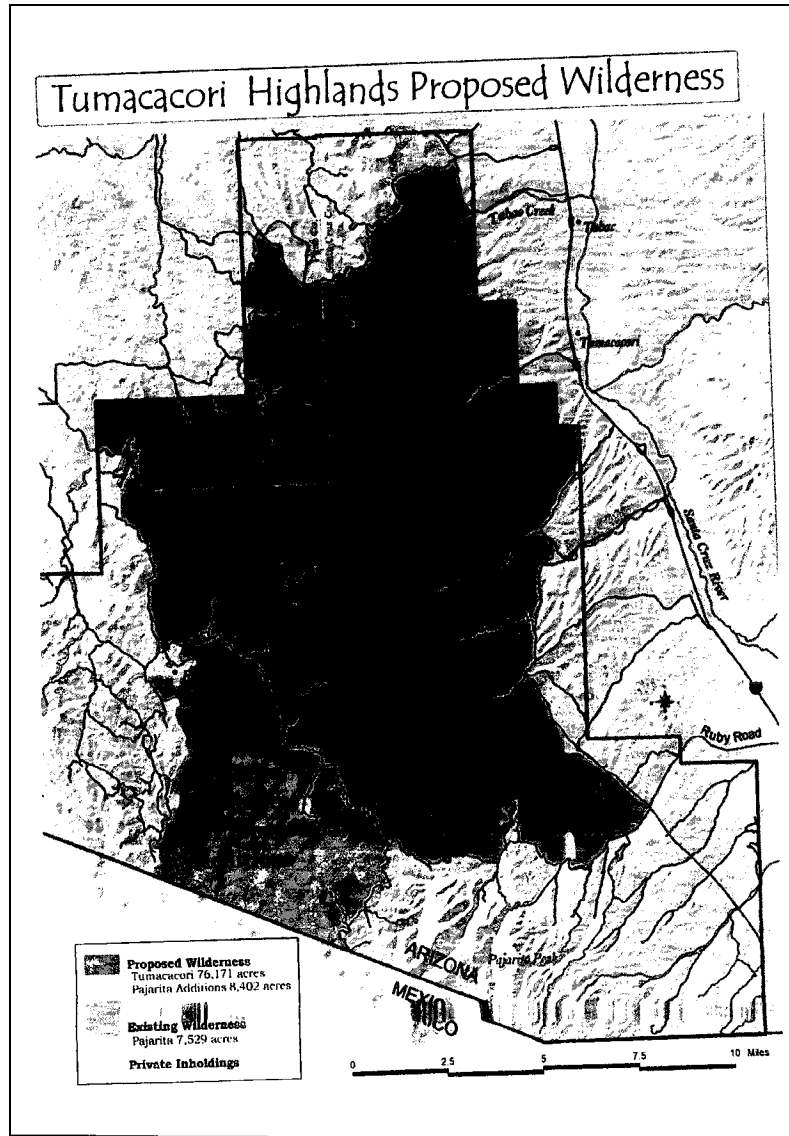 Tumacacori Highlands Proposed Wilderness
Tubac Creek
Tubac
Tumacacori
Santa Cruz River
Ruby Road
ARIZONA
Pajarita Peak
MEXICO
Proposed Wilderness
Tumacacori 76,171 acres
Pajarita Additions 8,402 acres
Existing Wilderness
Pajarita 7,529 acres
Private Inholdings
0 2.5 5 7.5 10 Miles